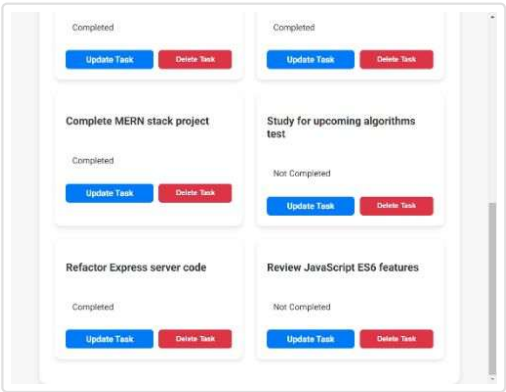 Completed
Completed
Update Task
Delete Task
Update Task
Delete Task
Complete MERN stack project
Study for upcoming algorithms
test
Completed
Not Completed
Update Task
Delete Task
Update Task
Delete Task
Refactor Express server code
Review JavaScript ES6 features
Completed
Not Completed
Update Task
Delete Task
Update Task
Delete Task